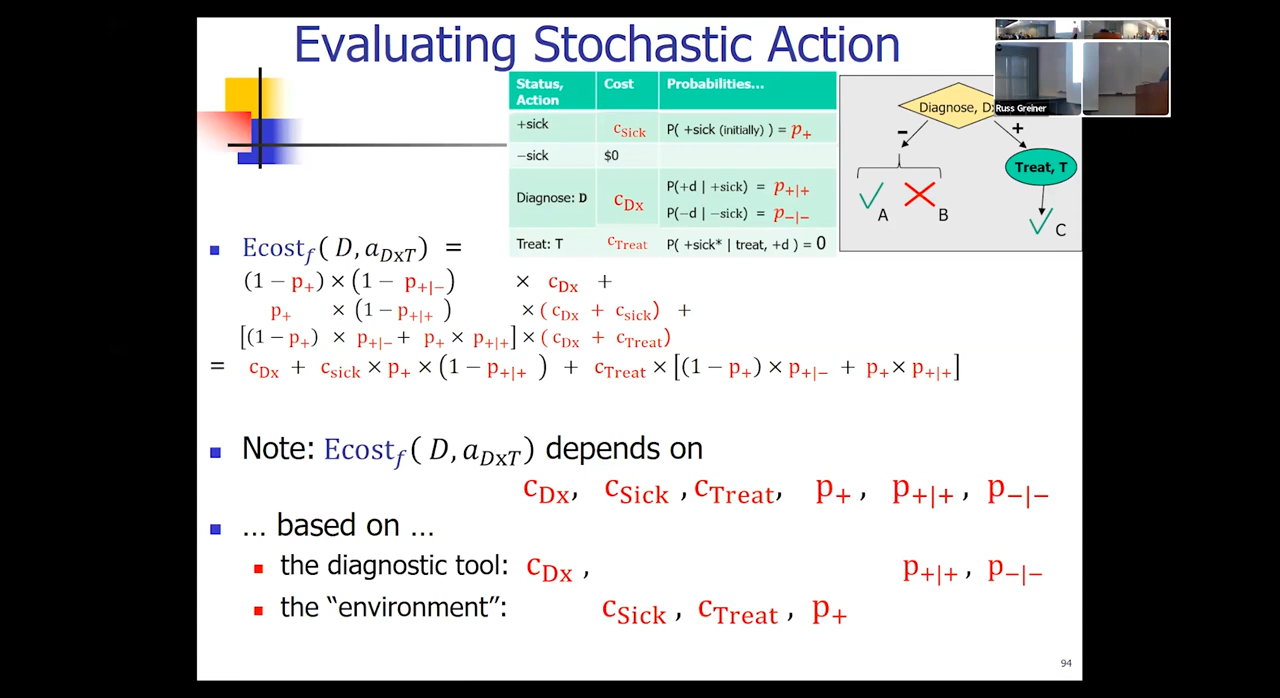 Evaluating Stochastic Action
Status, Action Cost Probabilities...
+sick c_Sick P( +sick (initially) ) = p_+
−sick $0
Diagnose: D c_Dx P(+d | +sick) = p_+|+
P(−d | −sick) = p_−|−
Treat: T c_Treat P( +sick* | treat, +d ) = 0
Diagnose, D
Russ Greiner
− +
Treat, T
A B
C
Ecost_f( D, a_DxT ) =
(1 − p_+) × (1 − p_+|−) × c_Dx +
p_+ × (1 − p_+|+ ) × ( c_Dx + c_sick) +
[(1 − p_+) × p_+|− + p_+ × p_+|+] × ( c_Dx + c_Treat)
= c_Dx + c_sick × p_+ × (1 − p_+|+ ) + c_Treat × [(1 − p_+) × p_+|− + p_+ × p_+|+]
Note: Ecost_f( D, a_DxT ) depends on
c_Dx, c_Sick , c_Treat, p_+ , p_+|+ , p_−|−
... based on ...
the diagnostic tool: c_Dx , p_+|+ , p_−|−
the “environment”: c_Sick , c_Treat , p_+
94